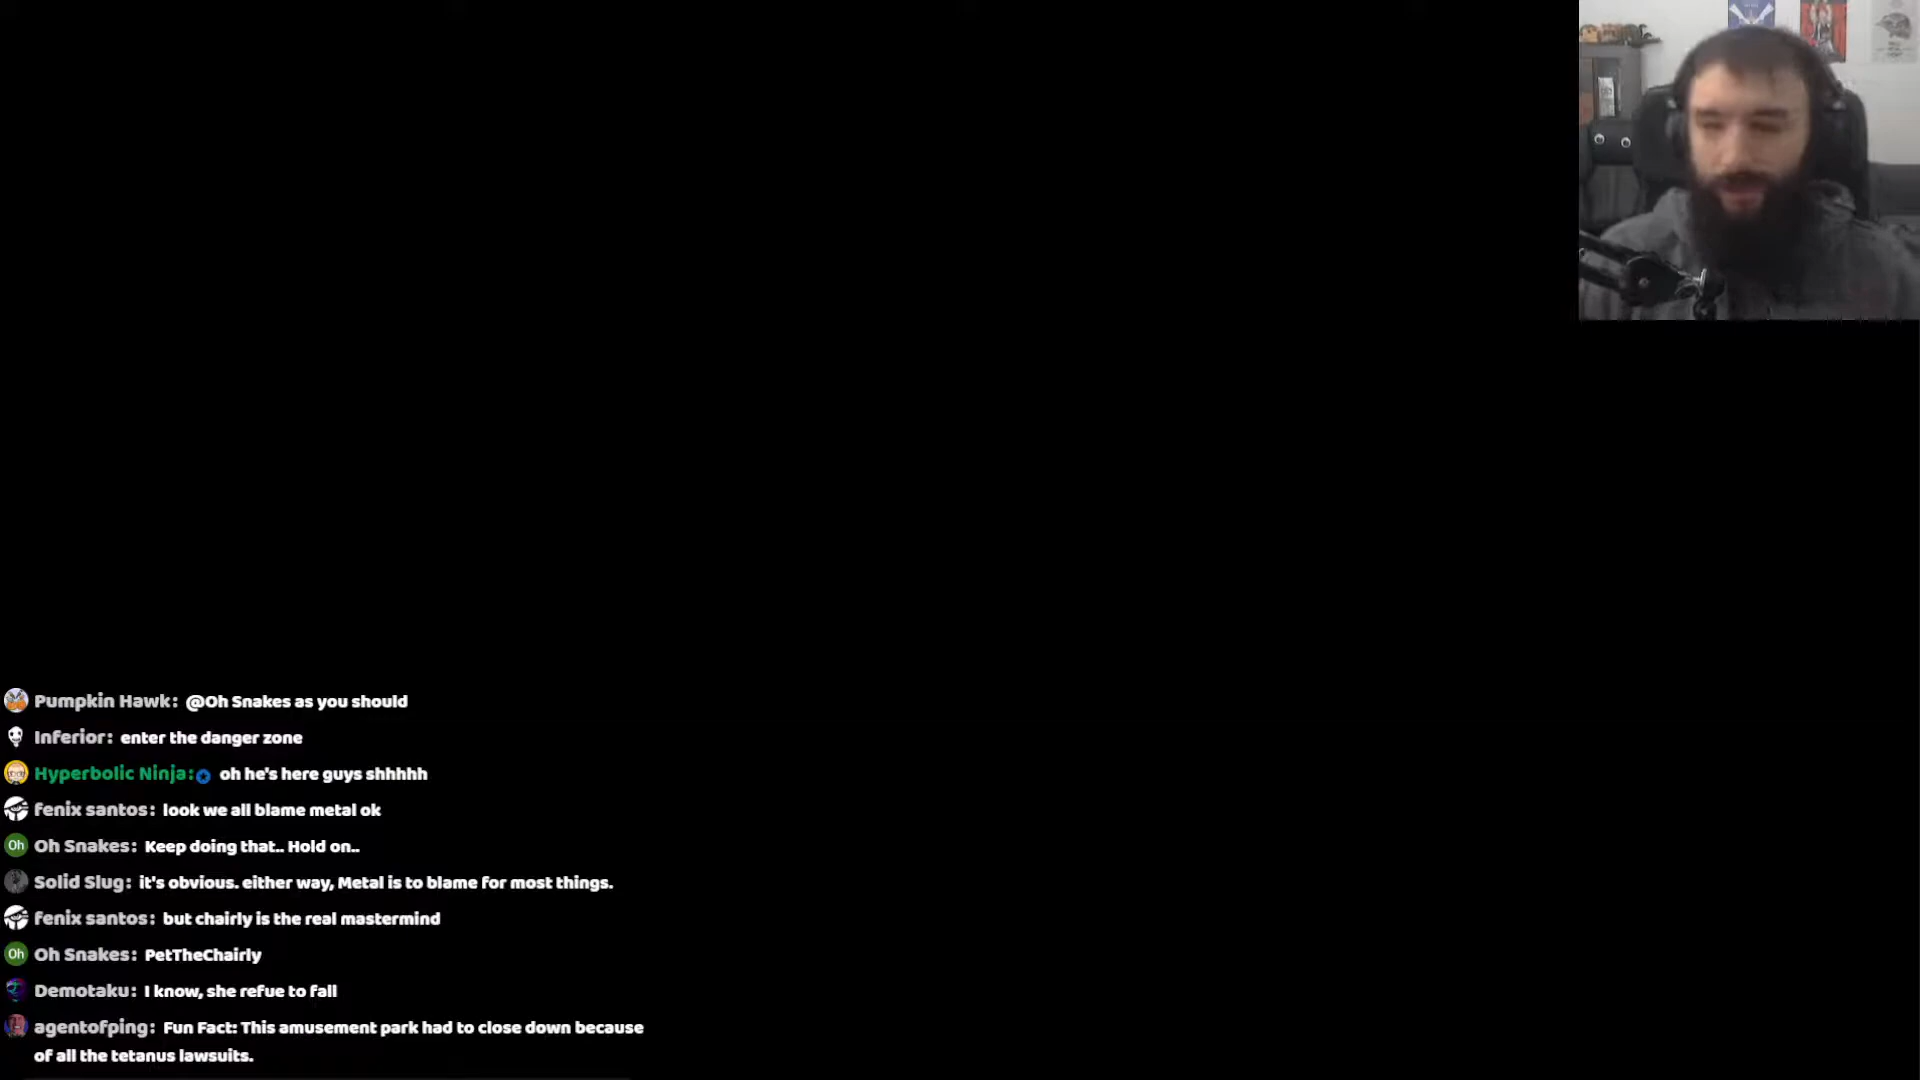 Pumpkin Hawk: @Oh Snakes as you should
Inferior: enter the danger zone
Hyperbolic Ninja: oh he's here guys shhhhh
fenix santos: look we all blame metal ok
Oh Oh Snakes: Keep doing that.. Hold on..
Solid Slug: it's obvious. either way, Metal is to blame for most things.
fenix santos: but chairly is the real mastermind
Oh Oh Snakes: PetTheChairly
Demotaku: I know, she refue to fall
agentofping: Fun Fact: This amusement park had to close down because
of all the tetanus lawsuits.